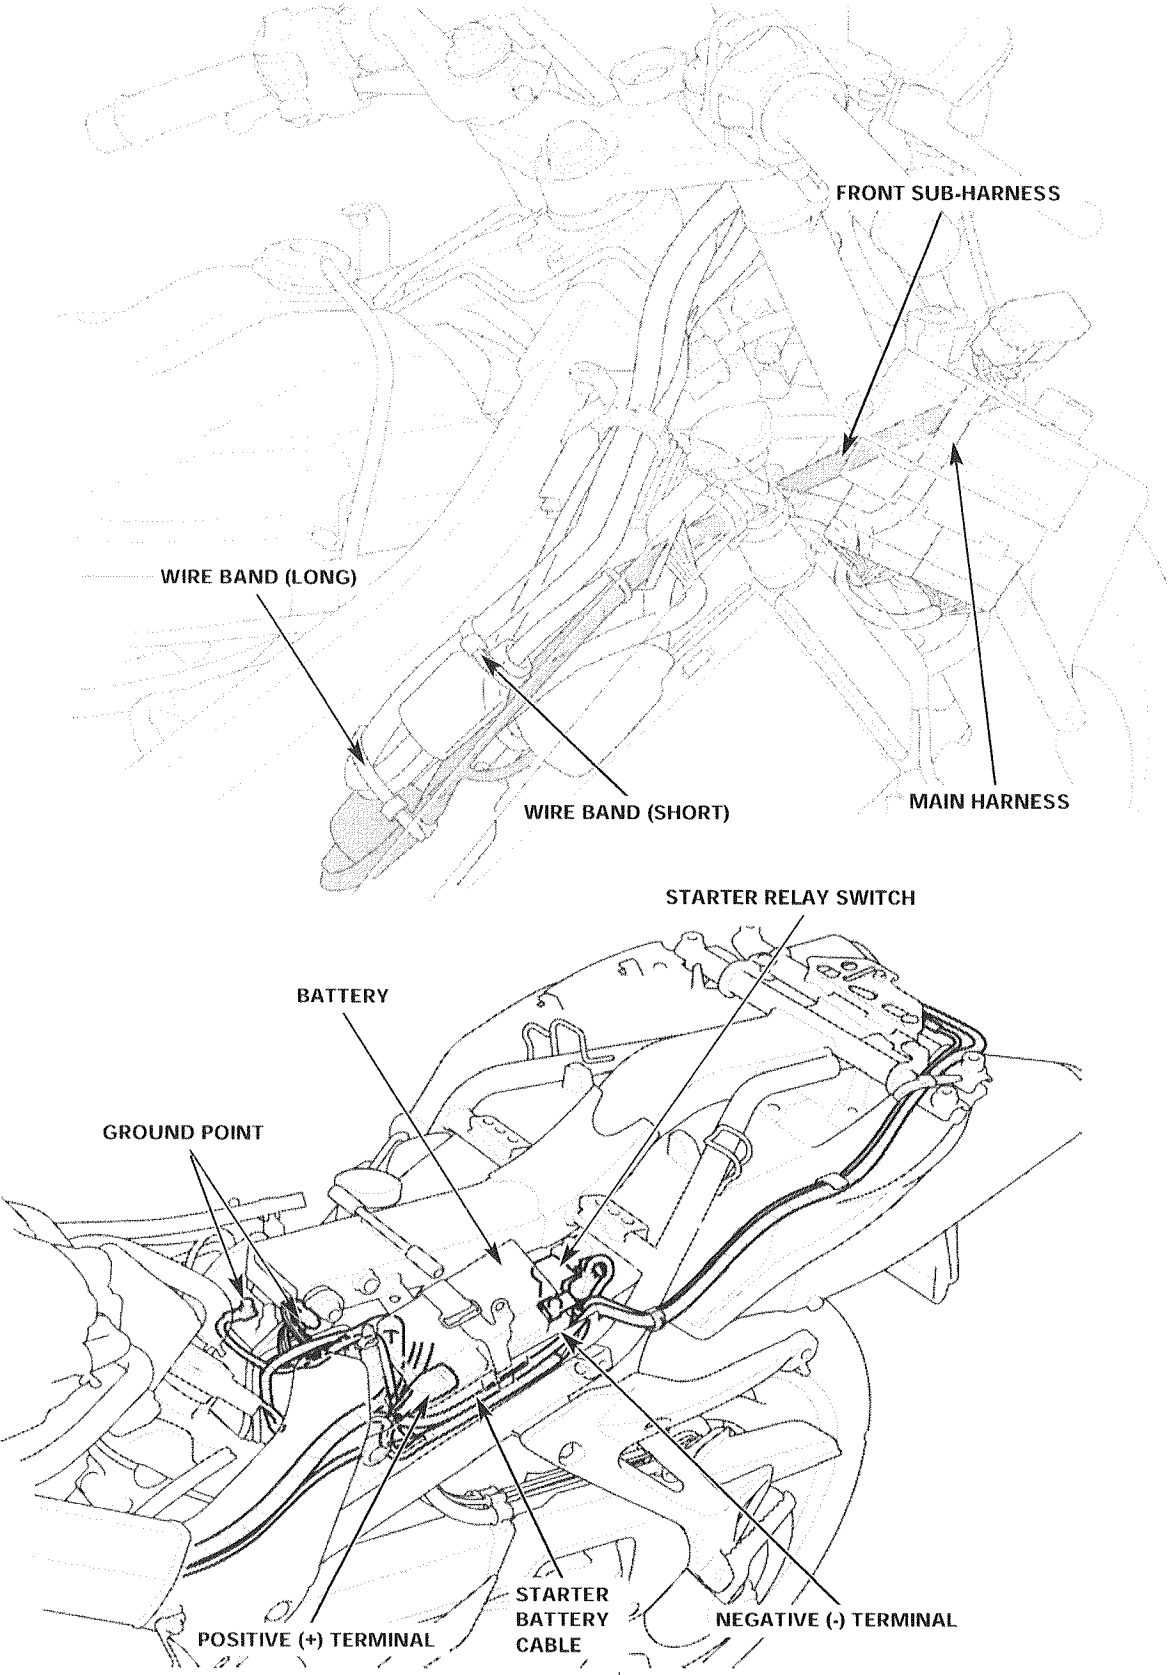 FRONT SUB-HARNESS
WIRE BAND (LONG)
WIRE BAND (SHORT)
MAIN HARNESS
STARTER RELAY SWITCH
BATTERY
GROUND POINT
STARTER
BATTERY
CABLE
NEGATIVE (-) TERMINAL
POSITIVE (+) TERMINAL